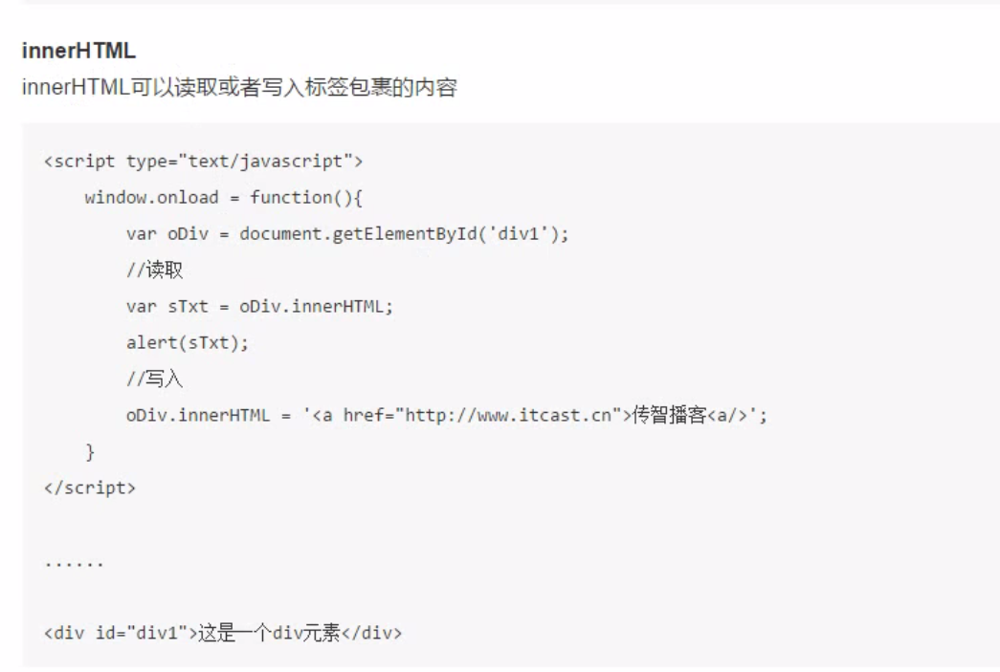 innerHTML
innerHTML可以读取或者写入标签包裹的内容
<script type="text/javascript">
    window.onload = function(){
        var oDiv = document.getElementById('div1');
        //读取
        var sTxt = oDiv.innerHTML;
        alert(sTxt);
        //写入
        oDiv.innerHTML = '<a href="http://www.itcast.cn">传智播客<a/>';
    }
</script>
......
<div id="div1">这是一个div元素</div>